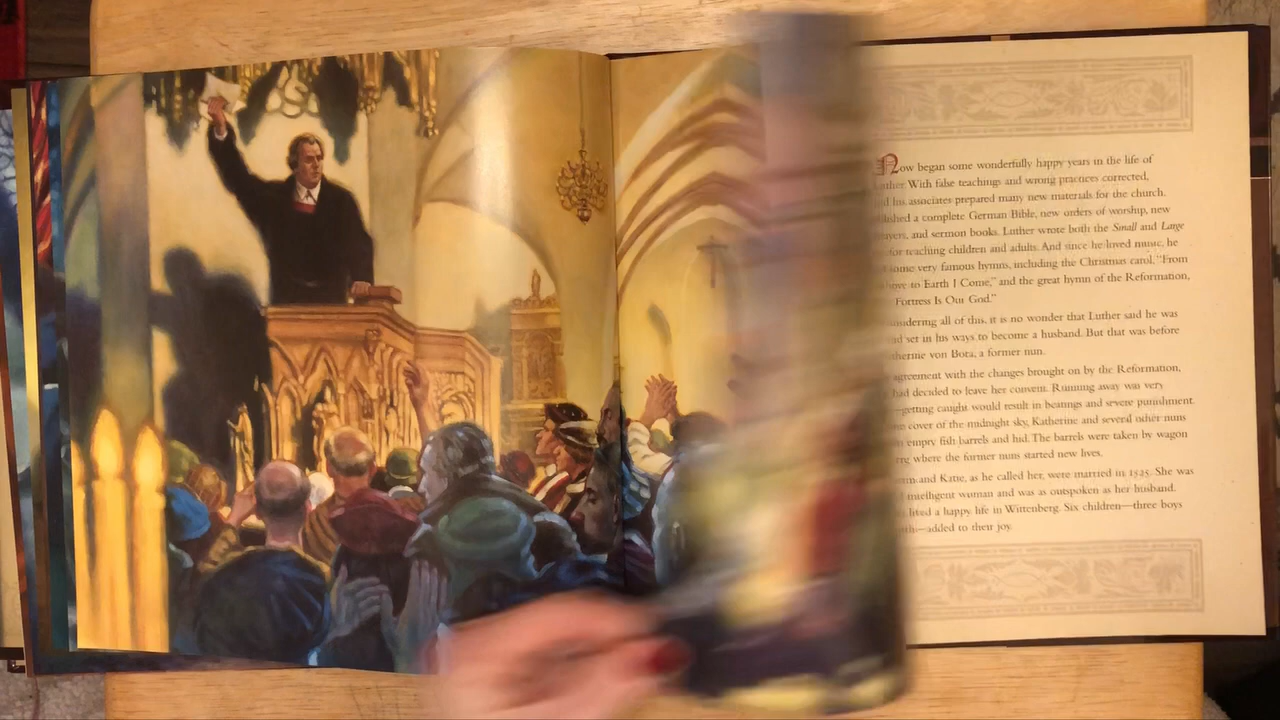 Now began some wonderfully happy years in the life of
Luther. With false teachings and wrong practices corrected,
his associates prepared many new materials for the church.
a complete German Bible, new orders of worship, new
and sermon books. Luther wrote both the Small and Large
for teaching children and adults. And since he loved music, he
some very famous hymns, including the Christmas carol, "From
to Earth I Come," and the great hymn of the Reformation,
Fortress Is Our God."
all of this, it is no wonder that Luther said he was
set in his ways to become a husband. But that was before
von Bora, a former nun.
agreement with the changes brought on by the Reformation,
had decided to leave her convent. Running away was very
—getting caught would result in beatings and severe punishment.
cover of the midnight sky, Katherine and several other nuns
empty fish barrels and hid. The barrels were taken by wagon
where the former nuns started new lives.
and Katie, as he called her, were married in 1525. She was
intelligent woman and was as outspoken as her husband.
lived a happy life in Wittenberg. Six children—three boys
—added to their joy.